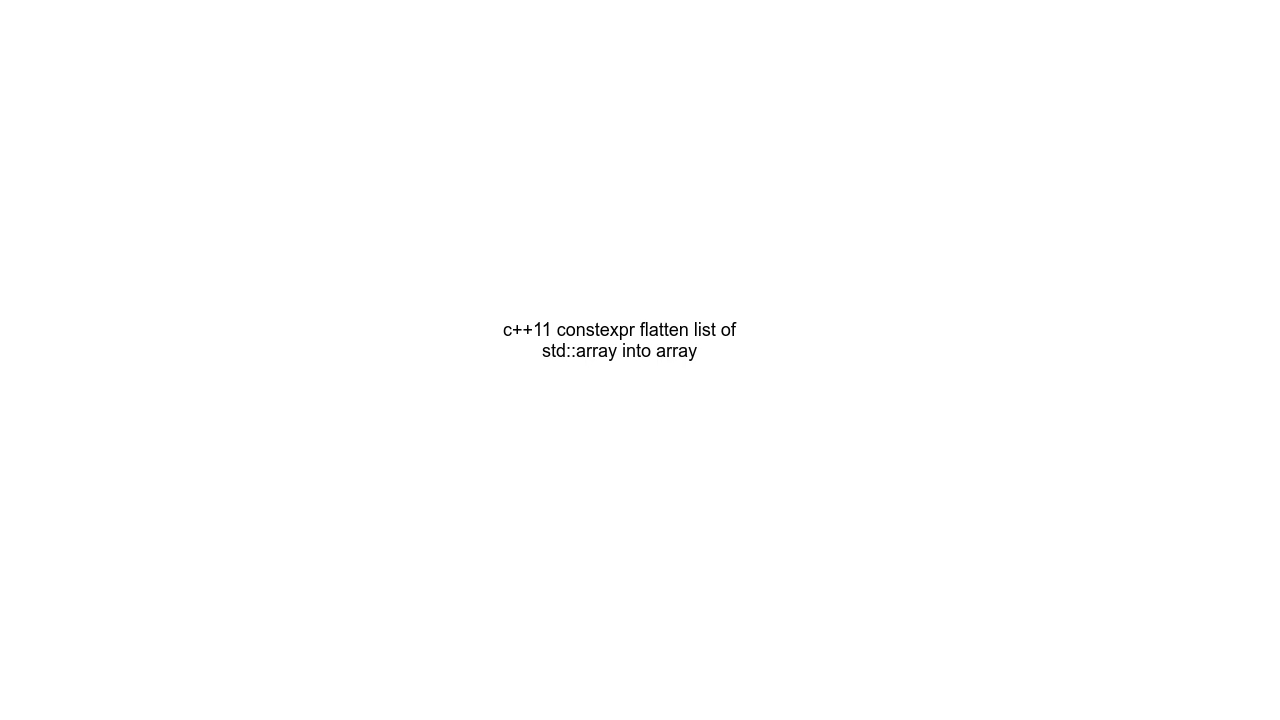 c++11 constexpr flatten list of
std::array into array